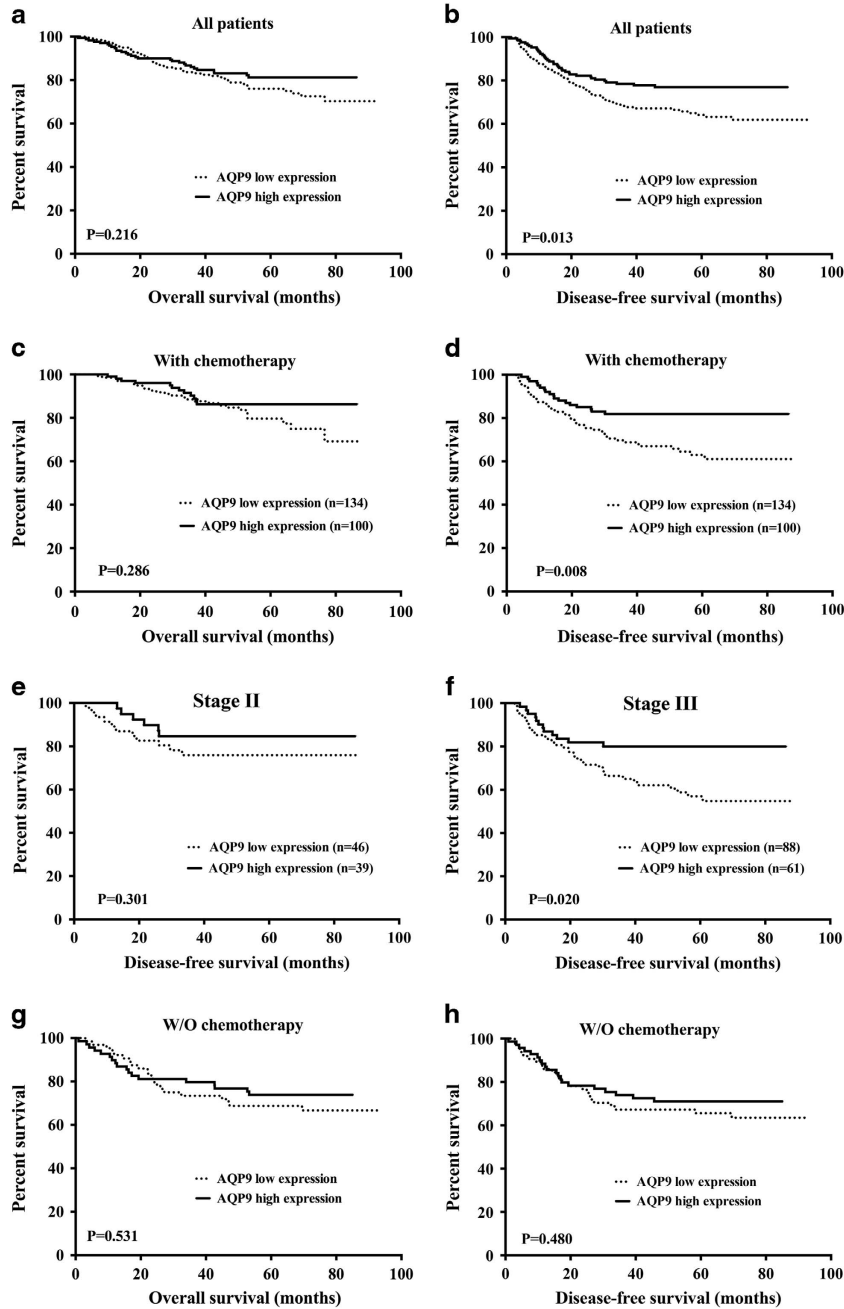 a
All patients
100
80
60
40
20
0
Percent survival
AQP9 low expression
AQP9 high expression
P=0.216
0 20 40 60 80 100
Overall survival (months)
b
All patients
100
80
60
40
20
0
Percent survival
AQP9 low expression
AQP9 high expression
P=0.013
0 20 40 60 80 100
Disease-free survival (months)
c
With chemotherapy
100
80
60
40
20
0
Percent survival
AQP9 low expression (n=134)
AQP9 high expression (n=100)
P=0.286
0 20 40 60 80 100
Overall survival (months)
d
With chemotherapy
100
80
60
40
20
0
Percent survival
AQP9 low expression (n=134)
AQP9 high expression (n=100)
P=0.008
0 20 40 60 80 100
Disease-free survival (months)
e
Stage II
100
80
60
40
20
0
Percent survival
AQP9 low expression (n=46)
AQP9 high expression (n=39)
P=0.301
0 20 40 60 80 100
Disease-free survival (months)
f
Stage III
100
80
60
40
20
0
Percent survival
AQP9 low expression (n=88)
AQP9 high expression (n=61)
P=0.020
0 20 40 60 80 100
Disease-free survival (months)
g
W/O chemotherapy
100
80
60
40
20
0
Percent survival
AQP9 low expression
AQP9 high expression
P=0.531
0 20 40 60 80 100
Overall survival (months)
h
W/O chemotherapy
100
80
60
40
20
0
Percent survival
AQP9 low expression
AQP9 high expression
P=0.480
0 20 40 60 80 100
Disease-free survival (months)